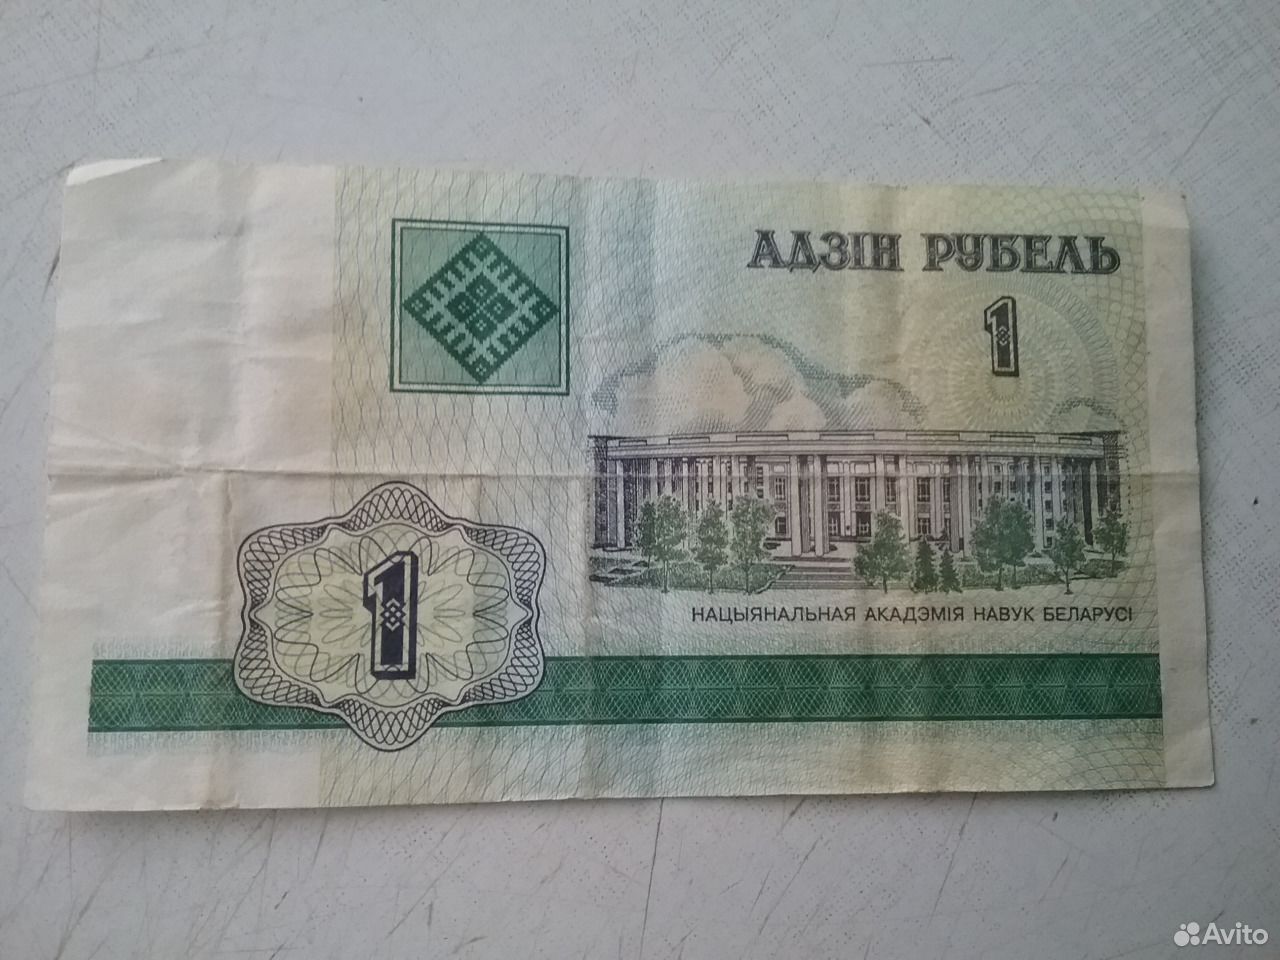 АДЗІН РУБЕЛЬ
1
НАЦЫЯНАЛЬНАЯ АКАДЭМІЯ НАВУК БЕЛАРУСІ
1
Avito